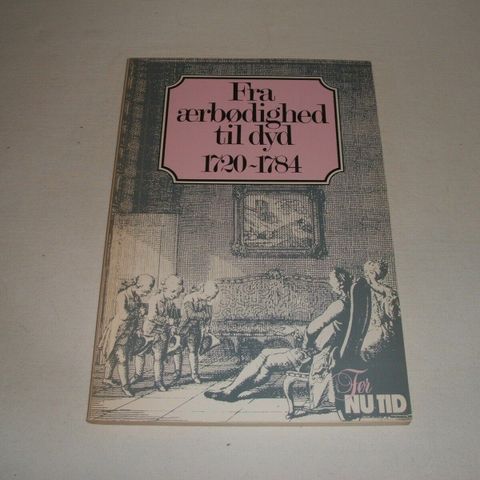 Fra
ærbødighed
til dyd
1720-1784
Før
NU TID